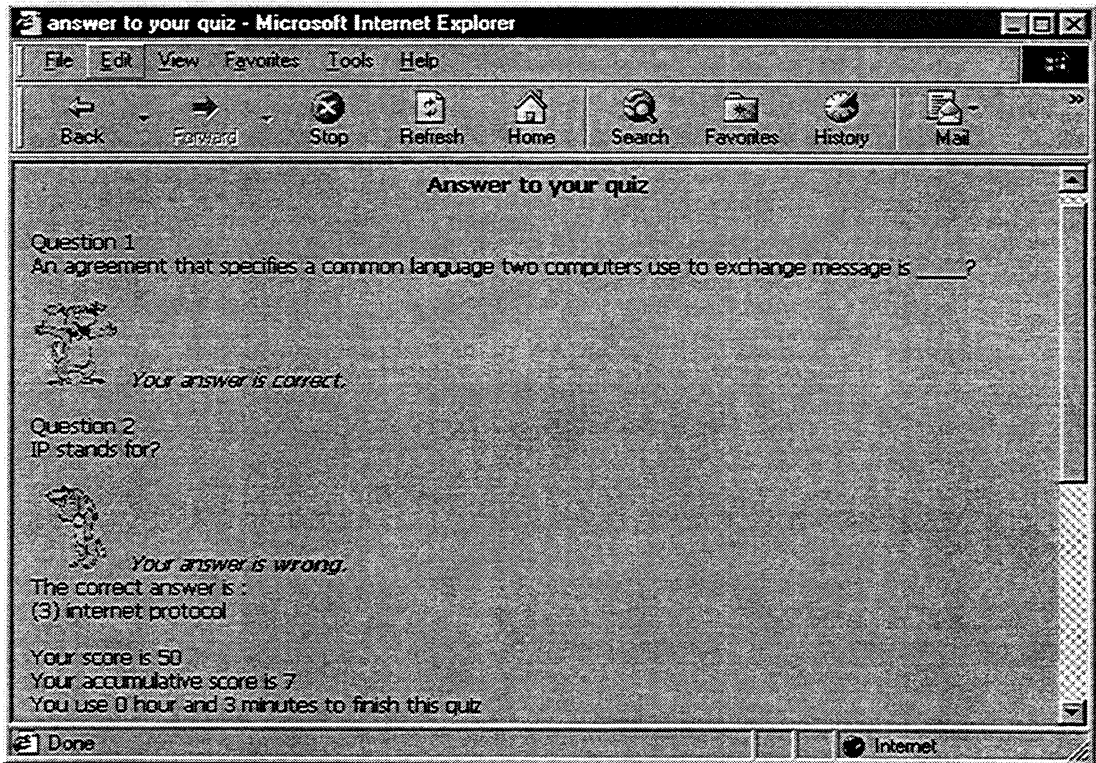 answer to your quiz - Microsoft Internet Explorer
File Edit View Favorites Tools Help
Back Forward Stop Refresh Home Search Favorites History Mail
Answer to your quiz
Question 1
An agreement that specifies a common language two computers use to exchange message is ____?
Your answer is correct.
Question 2
IP stands for?
Your answer is wrong.
The correct answer is :
(3) internet protocol
Your score is 50
Your accumulative score is 7
You use 0 hour and 3 minutes to finish this quiz
Done Internet